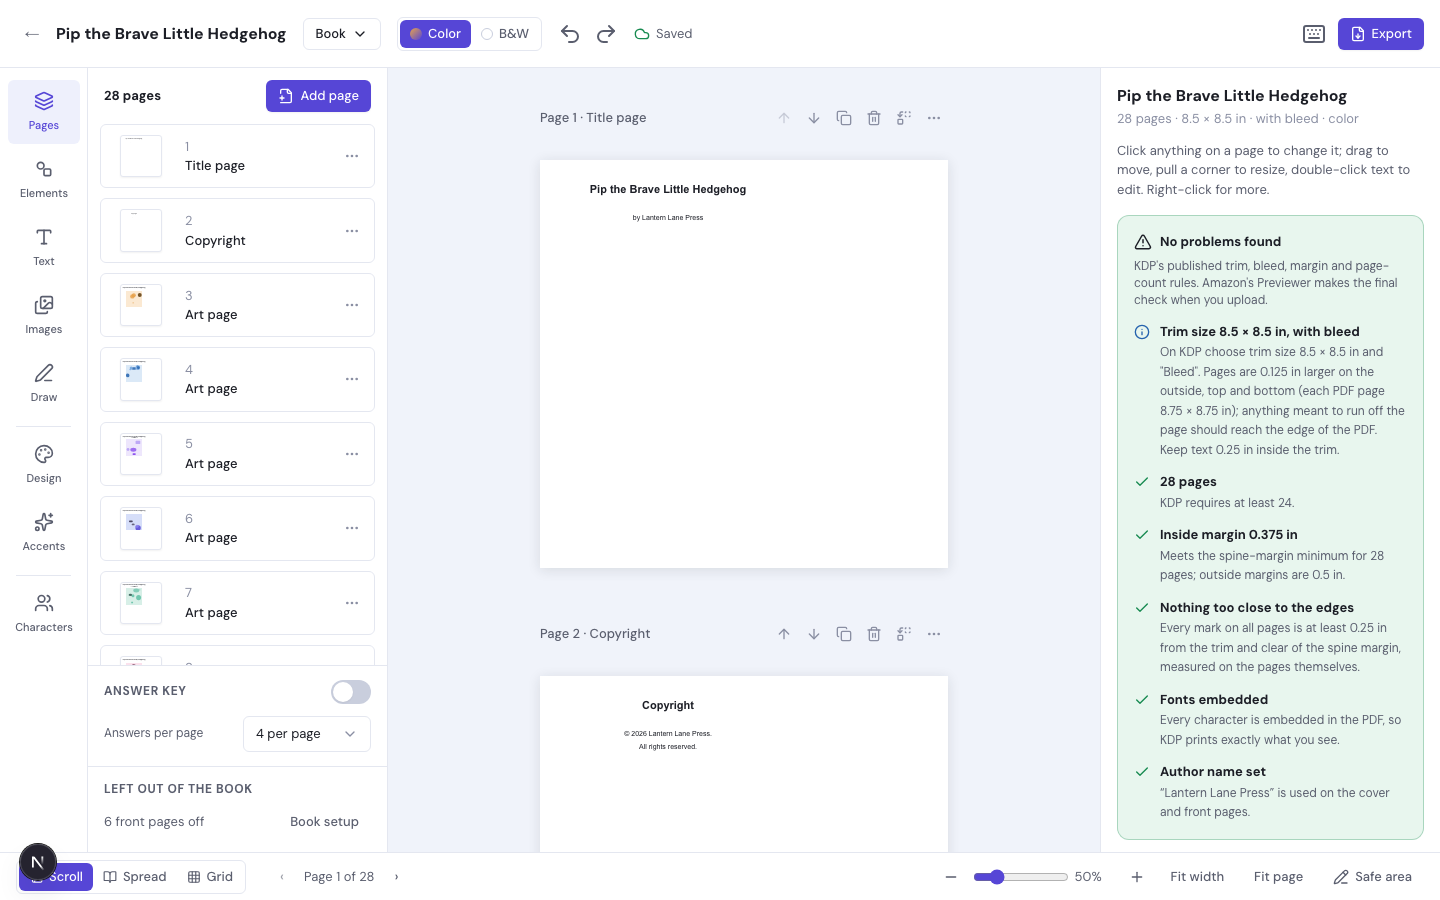 ← Pip the Brave Little Hedgehog Book Color B&W Saved Export
Pages
Elements
Text
Images
Draw
Design
Accents
Characters
28 pages Add page
1
Title page
2
Copyright
3
Art page
4
Art page
5
Art page
6
Art page
7
Art page
ANSWER KEY
Answers per page 4 per page
LEFT OUT OF THE BOOK
6 front pages off Book setup
Page 1 · Title page
Pip the Brave Little Hedgehog
by Lantern Lane Press
Page 2 · Copyright
Copyright
© 2026 Lantern Lane Press.
All rights reserved.
Pip the Brave Little Hedgehog
28 pages · 8.5 × 8.5 in · with bleed · color
Click anything on a page to change it; drag to
move, pull a corner to resize, double-click text to
edit. Right-click for more.
No problems found
KDP's published trim, bleed, margin and page-
count rules. Amazon's Previewer makes the final
check when you upload.
Trim size 8.5 × 8.5 in, with bleed
On KDP choose trim size 8.5 × 8.5 in and
"Bleed". Pages are 0.125 in larger on the
outside, top and bottom (each PDF page
8.75 × 8.75 in); anything meant to run off the
page should reach the edge of the PDF.
Keep text 0.25 in inside the trim.
28 pages
KDP requires at least 24.
Inside margin 0.375 in
Meets the spine-margin minimum for 28
pages; outside margins are 0.5 in.
Nothing too close to the edges
Every mark on all pages is at least 0.25 in
from the trim and clear of the spine margin,
measured on the pages themselves.
Fonts embedded
Every character is embedded in the PDF, so
KDP prints exactly what you see.
Author name set
“Lantern Lane Press” is used on the cover
and front pages.
N Scroll Spread Grid ‹ Page 1 of 28 › 50% Fit width Fit page Safe area